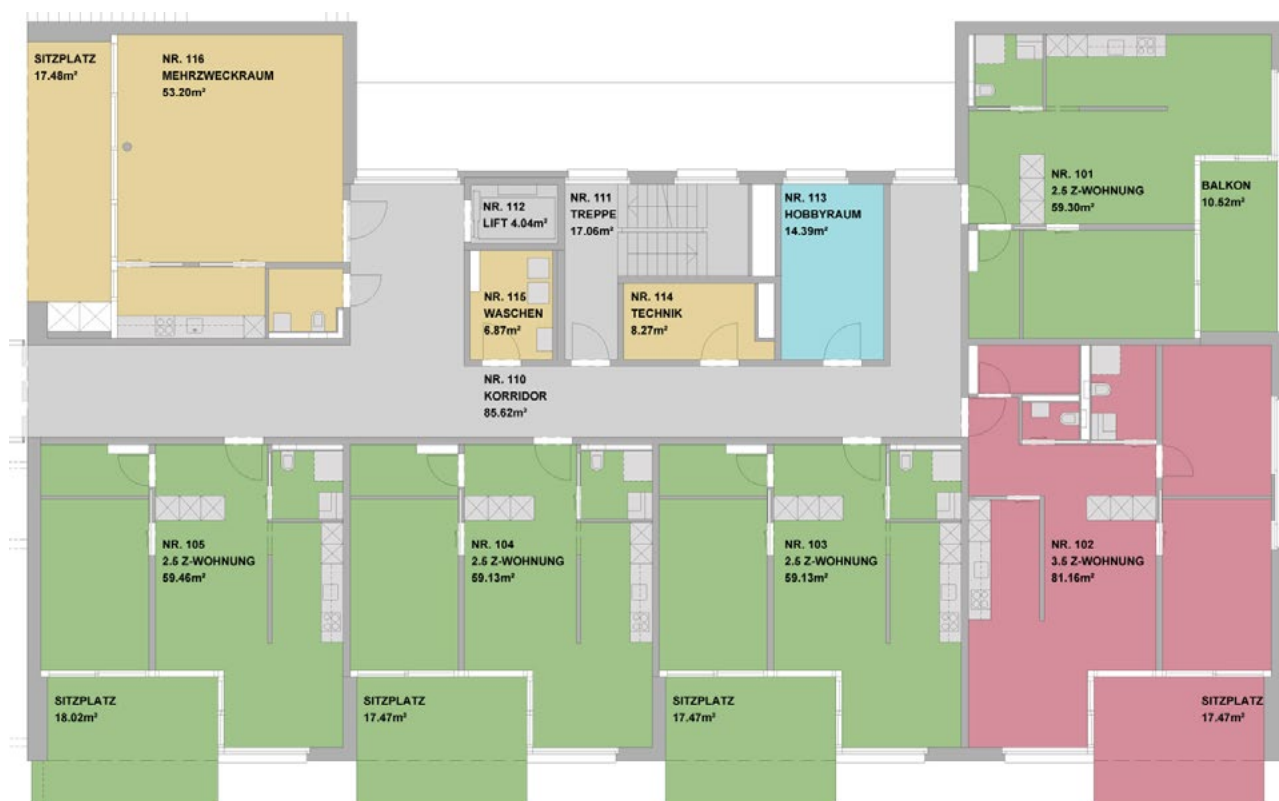 SITZPLATZ
17.48m²
NR. 116
MEHRZWECKRAUM
53.20m²
NR. 112
LIFT 4.04m²
NR. 111
TREPPE
17.06m²
NR. 113
HOBBYRAUM
14.39m²
NR. 101
2.5 Z-WOHNUNG
59.30m²
BALKON
10.52m²
NR. 115
WASCHEN
6.87m²
NR. 114
TECHNIK
8.27m²
NR. 110
KORRIDOR
85.62m²
NR. 105
2.5 Z-WOHNUNG
59.46m²
NR. 104
2.5 Z-WOHNUNG
59.13m²
NR. 103
2.5 Z-WOHNUNG
59.13m²
NR. 102
3.5 Z-WOHNUNG
81.16m²
SITZPLATZ
18.02m²
SITZPLATZ
17.47m²
SITZPLATZ
17.47m²
SITZPLATZ
17.47m²